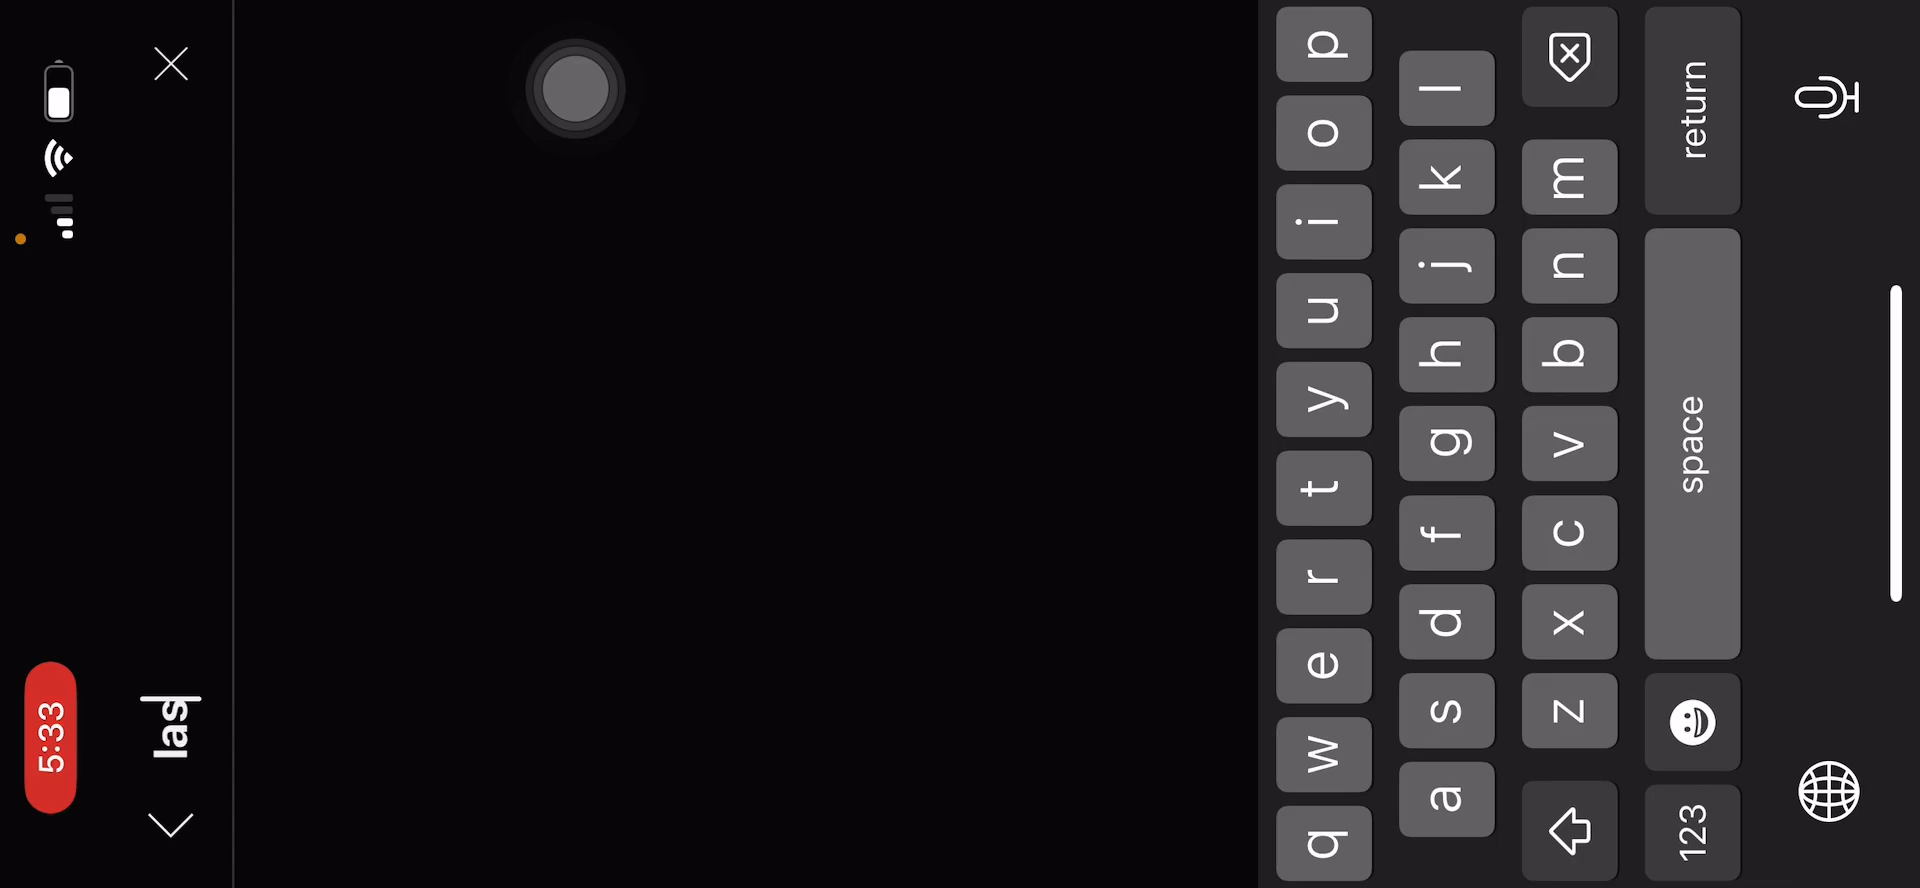 5:33
las
q w e r t y u i o p
a s d f g h j k l
z x c v b n m
123 space return